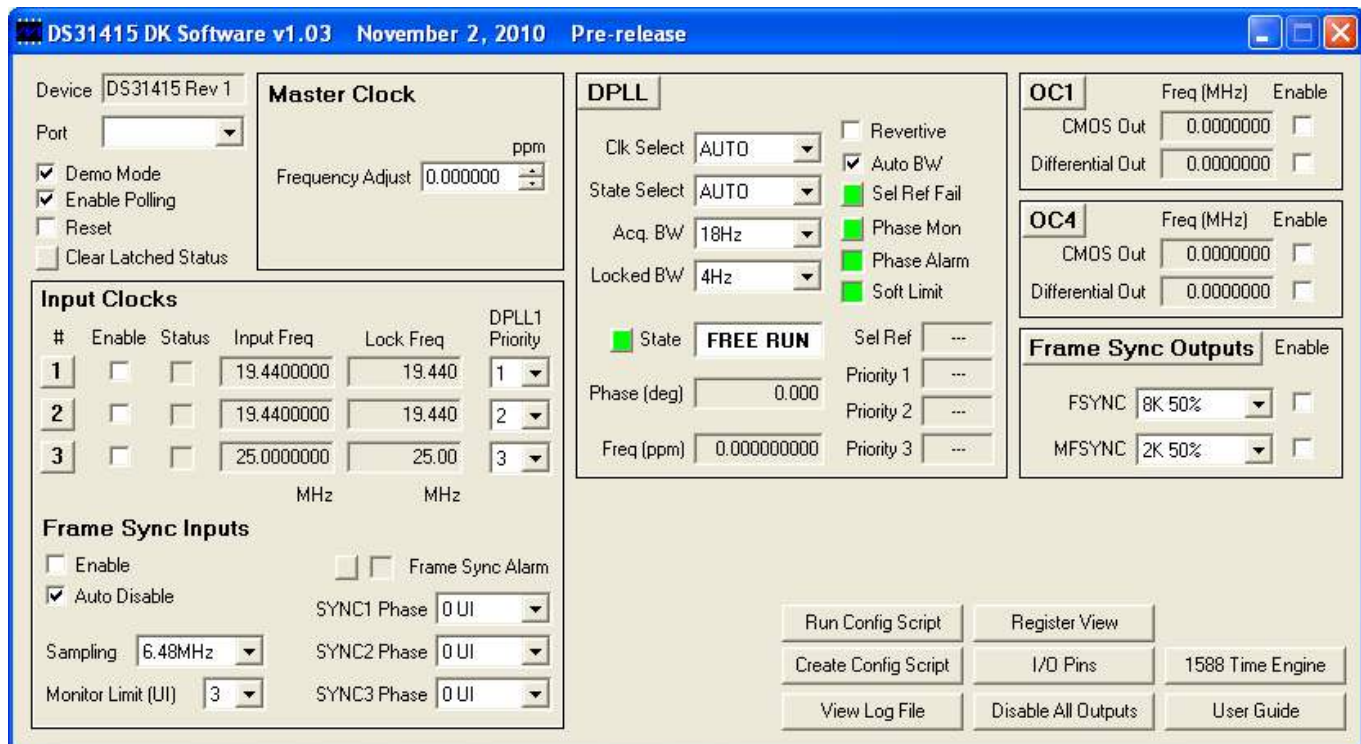 DS31415 DK Software v1.03 November 2, 2010 Pre-release
Device DS31415 Rev 1
Port
Demo Mode
Enable Polling
Reset
Clear Latched Status
Master Clock
ppm
Frequency Adjust 0.000000
Input Clocks
# Enable Status Input Freq Lock Freq DPLL1 Priority
1 19.4400000 19.440 1
2 19.4400000 19.440 2
3 25.0000000 25.00 3
MHz MHz
Frame Sync Inputs
Enable
Auto Disable
Frame Sync Alarm
SYNC1 Phase 0 UI
Sampling 6.48MHz
SYNC2 Phase 0 UI
Monitor Limit (UI) 3
SYNC3 Phase 0 UI
DPLL
Clk Select AUTO
State Select AUTO
Acq. BW 18Hz
Locked BW 4Hz
Revertive
Auto BW
Sel Ref Fail
Phase Mon
Phase Alarm
Soft Limit
State FREE RUN
Phase (deg) 0.000
Freq (ppm) 0.000000000
Sel Ref ---
Priority 1 ---
Priority 2 ---
Priority 3 ---
OC1 Freq (MHz) Enable
CMOS Out 0.0000000
Differential Out 0.0000000
OC4 Freq (MHz) Enable
CMOS Out 0.0000000
Differential Out 0.0000000
Frame Sync Outputs Enable
FSYNC 8K 50%
MFSYNC 2K 50%
Run Config Script Register View
Create Config Script I/O Pins 1588 Time Engine
View Log File Disable All Outputs User Guide